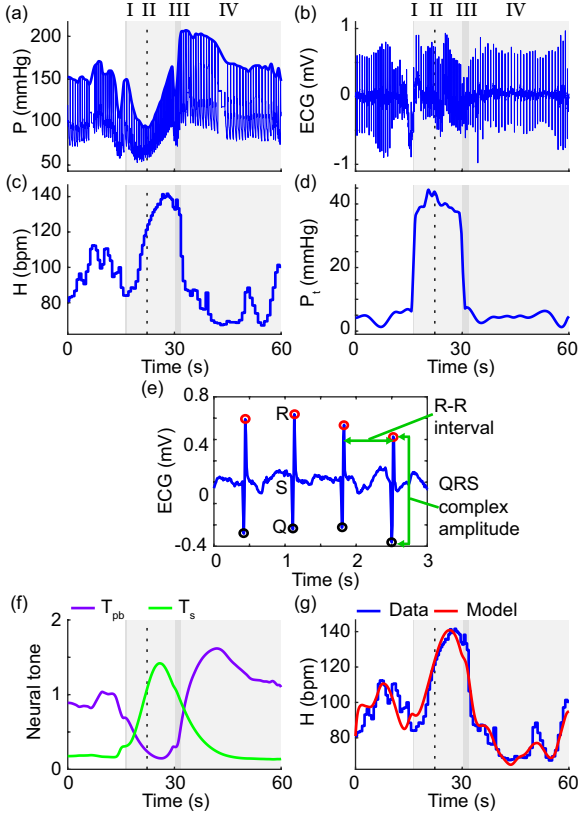 (a) I II III IV
P (mmHg)
200
150
100
50
(b) I II III IV
ECG (mV)
1
0
-1
(c)
H (bpm)
140
120
100
80
0 30 60
Time (s)
(d)
Pt (mmHg)
40
20
0
0 30 60
Time (s)
(e)
ECG (mV)
0.8
0.4
0
-0.4
R
S
Q
0 1 2 3
Time (s)
R-R
interval
QRS
complex
amplitude
(f) Tpb Ts
Neural tone
2
1
0
0 30 60
Time (s)
(g) Data Model
H (bpm)
140
120
100
80
0 30 60
Time (s)